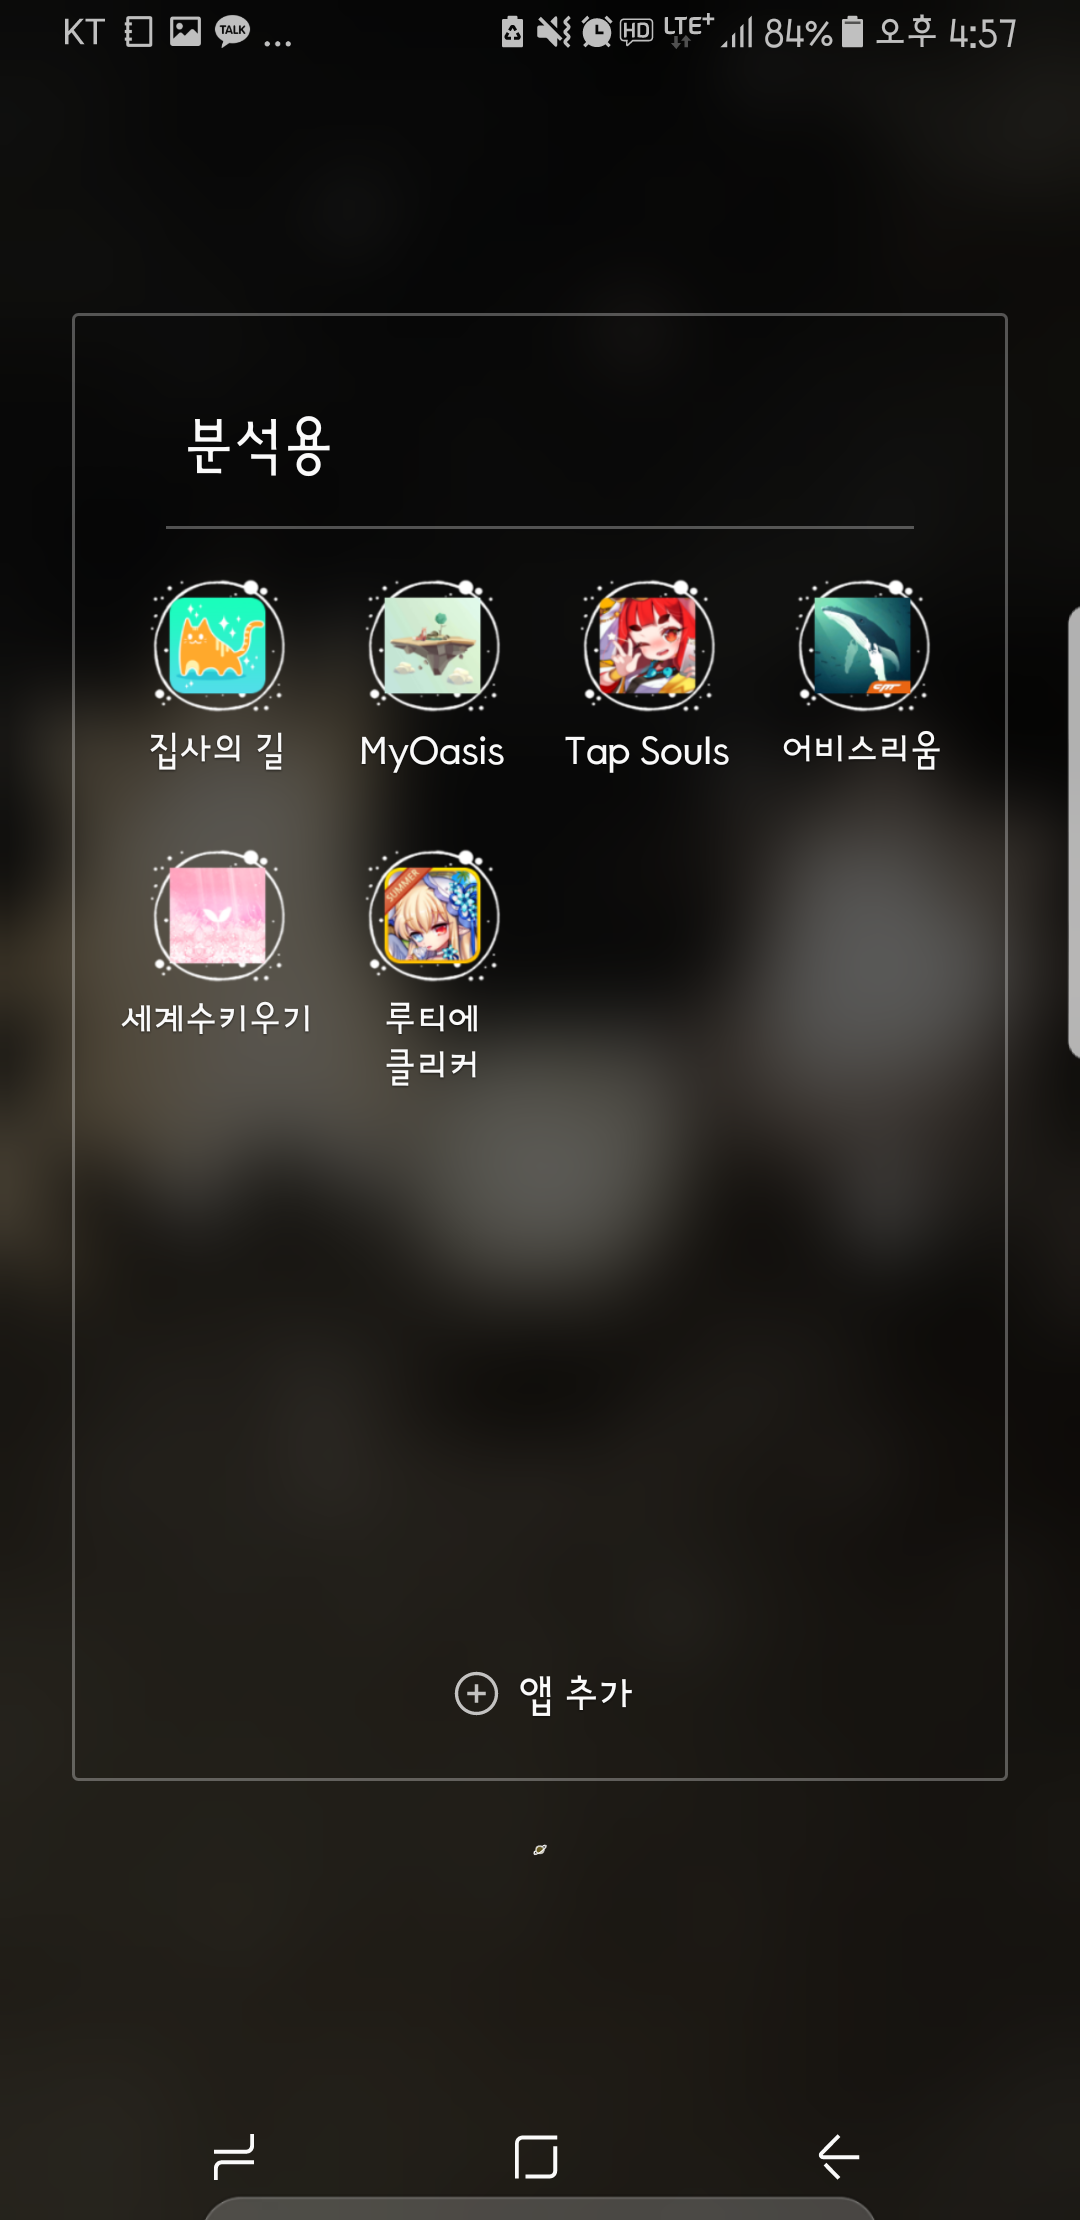 KT TALK ... HD LTE+ 84% 오후 4:57
분석용
집사의 길 MyOasis Tap Souls 어비스리움
SUMMER
세계수키우기 루티에
클리커
앱 추가